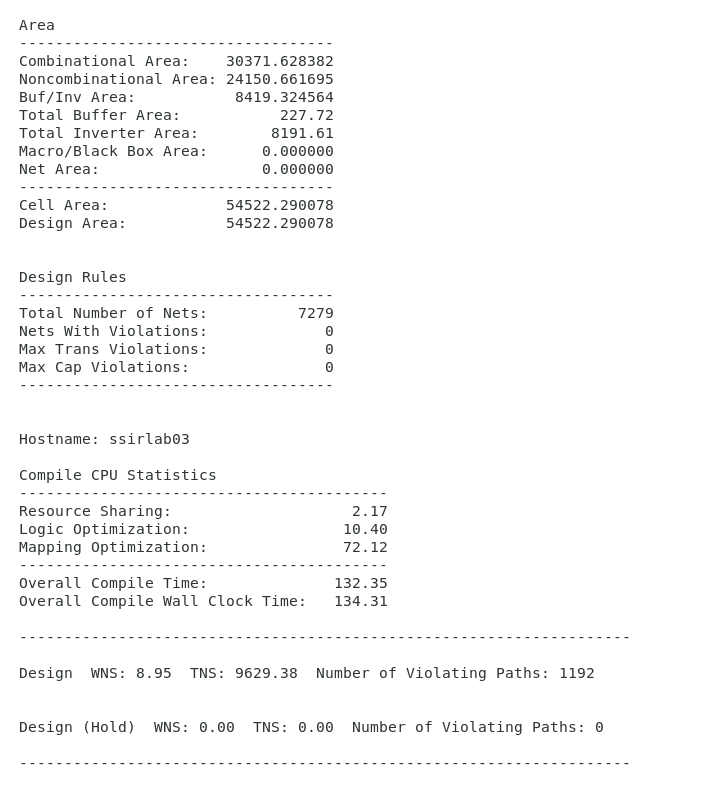 Area
-----------------------------------
Combinational Area:    30371.628382
Noncombinational Area: 24150.661695
Buf/Inv Area:           8419.324564
Total Buffer Area:           227.72
Total Inverter Area:        8191.61
Macro/Black Box Area:      0.000000
Net Area:                  0.000000
-----------------------------------
Cell Area:             54522.290078
Design Area:           54522.290078
Design Rules
-----------------------------------
Total Number of Nets:          7279
Nets With Violations:             0
Max Trans Violations:             0
Max Cap Violations:               0
-----------------------------------
Hostname: ssirlab03
Compile CPU Statistics
-----------------------------------------
Resource Sharing:                    2.17
Logic Optimization:                 10.40
Mapping Optimization:               72.12
-----------------------------------------
Overall Compile Time:              132.35
Overall Compile Wall Clock Time:   134.31
--------------------------------------------------------------------
Design  WNS: 8.95  TNS: 9629.38  Number of Violating Paths: 1192
Design (Hold)  WNS: 0.00  TNS: 0.00  Number of Violating Paths: 0
--------------------------------------------------------------------